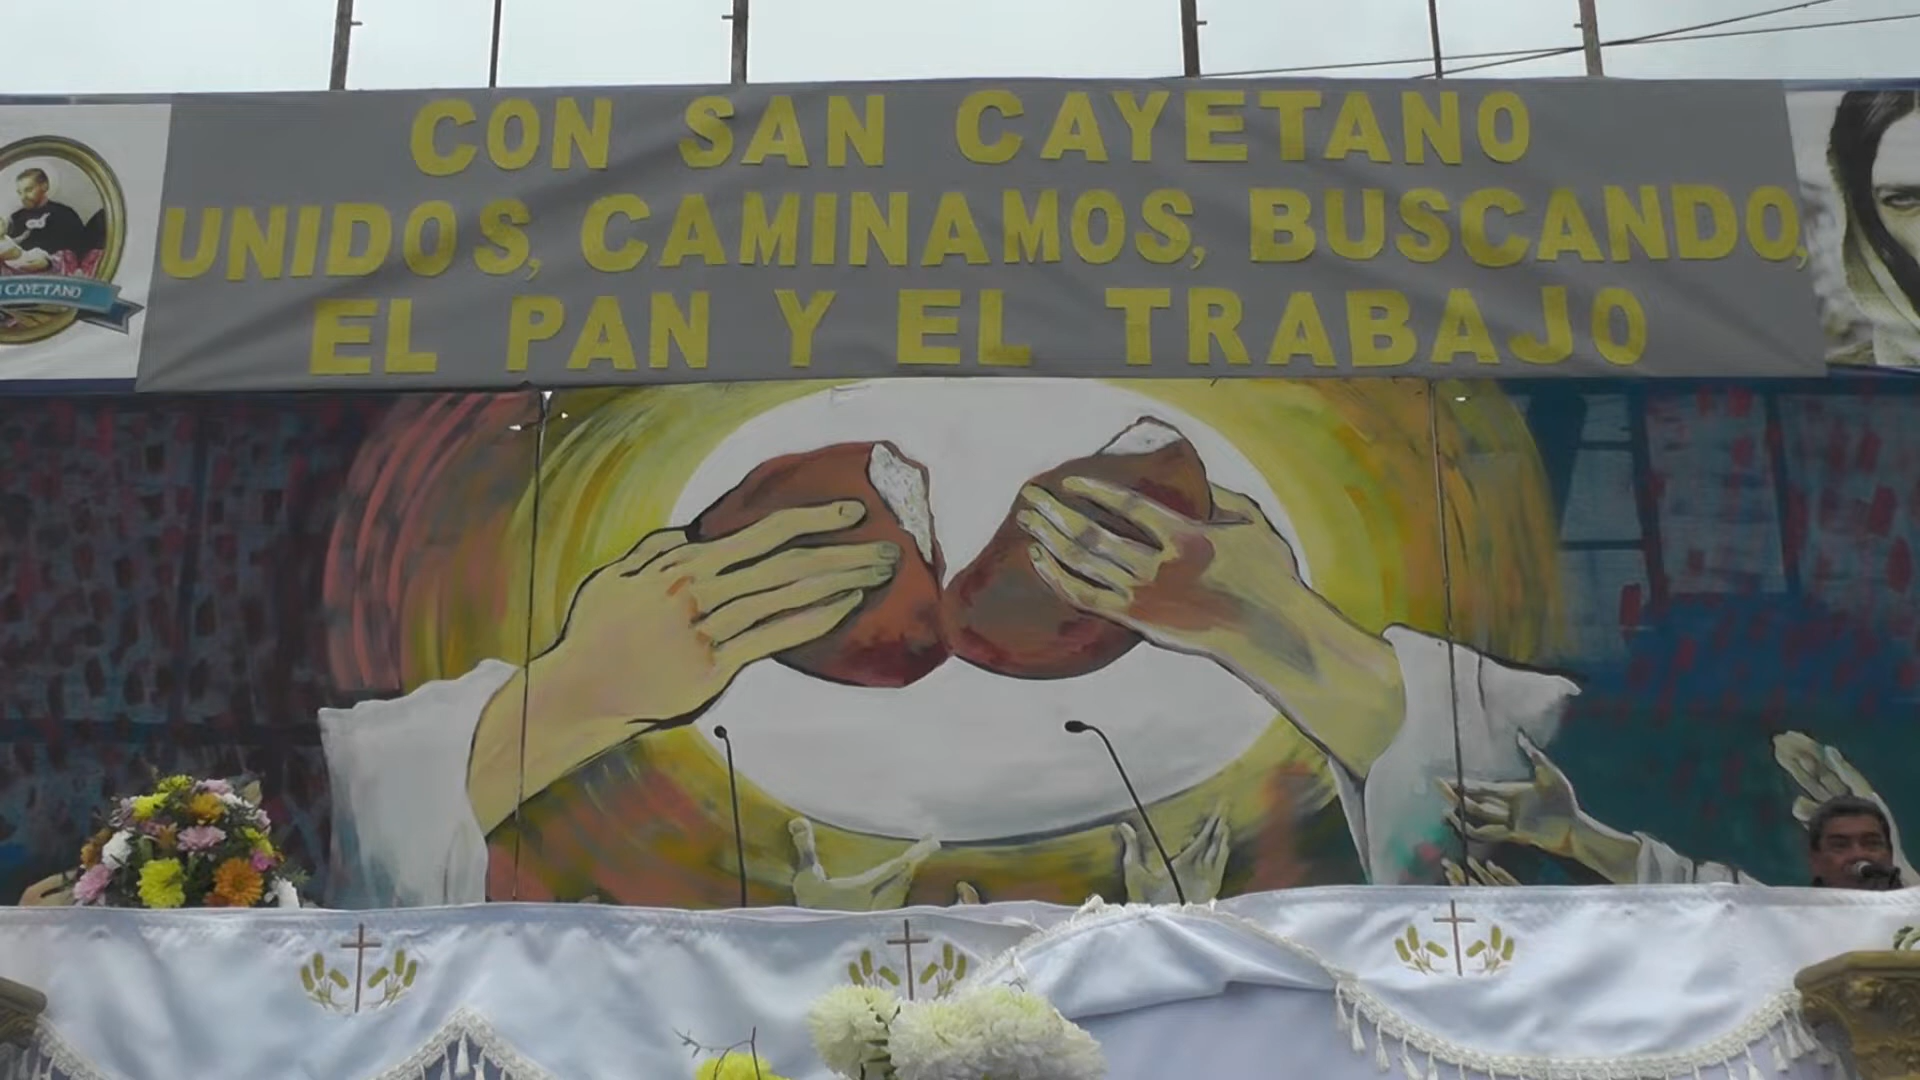 CON SAN CAYETANO
UNIDOS, CAMINAMOS, BUSCANDO,
EL PAN Y EL TRABAJO
CAYETANO